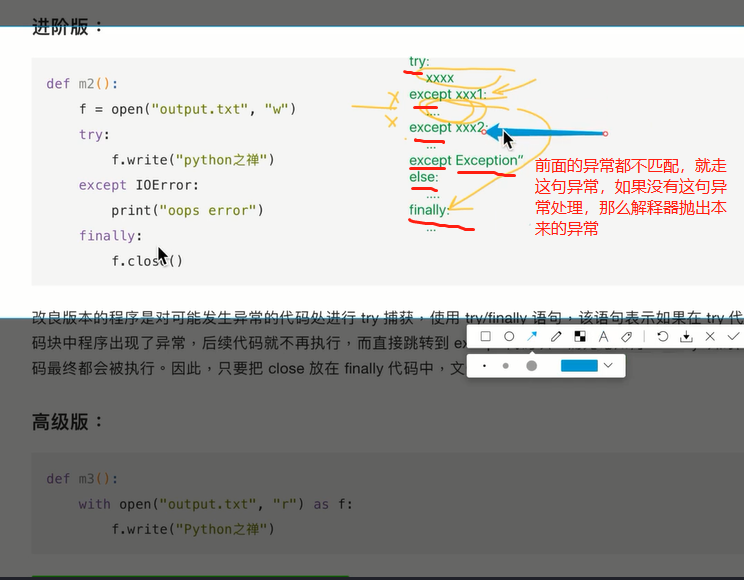 进阶版：
def m2():
f = open("output.txt", "w")
try:
f.write("python之禅")
except IOError:
print("oops error")
finally:
f.close()
try:
xxxx
except xxx1:
....
except xxx2:
...
except Exception”
else:
....
finally:
...
前面的异常都不匹配，就走
这句异常，如果没有这句异
常处理，那么解释器抛出本
来的异常
改良版本的程序是对可能发生异常的代码处进行 try 捕获，使用 try/finally 语句，该语句表示如果在 try 代
码块中程序出现了异常，后续代码就不再执行，而直接跳转到
码最终都会被执行。因此，只要把 close 放在 finally 代码中，文
A
高级版：
def m3():
with open("output.txt", "r") as f:
f.write("Python之禅")